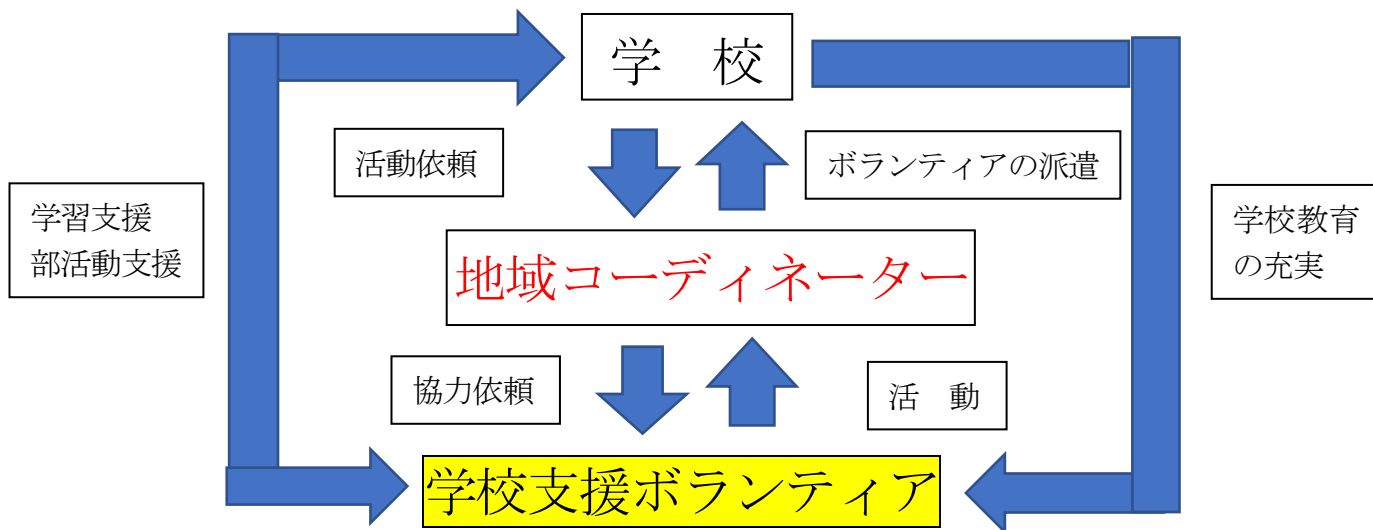 学　校
活動依頼
ボランティアの派遣
学習支援
部活動支援
学校教育
の充実
地域コーディネーター
協力依頼
活　動
学校支援ボランティア